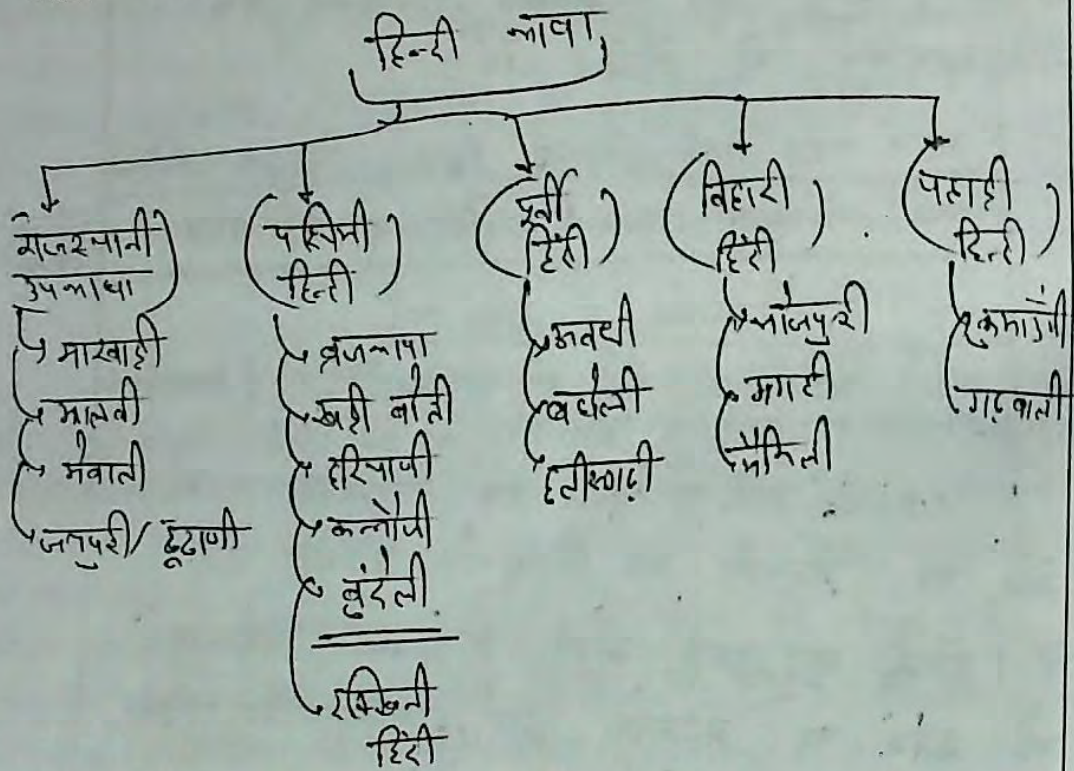 हिन्दी भाषा
राजस्थानी
उपभाषा
मारवाड़ी
मालवी
मेवाती
जयपुरी/ ढूंढाणी
पश्चिमी
हिन्दी
ब्रजभाषा
खड़ी बोली
हरियाणी
कन्नौजी
बुंदेली
दक्खिनी
हिंदी
पूर्वी
हिंदी
अवधी
बघेली
छत्तीसगढ़ी
बिहारी
हिंदी
भोजपुरी
मगही
मैथिली
पहाड़ी
हिन्दी
कुमाउँनी
गढ़वाली